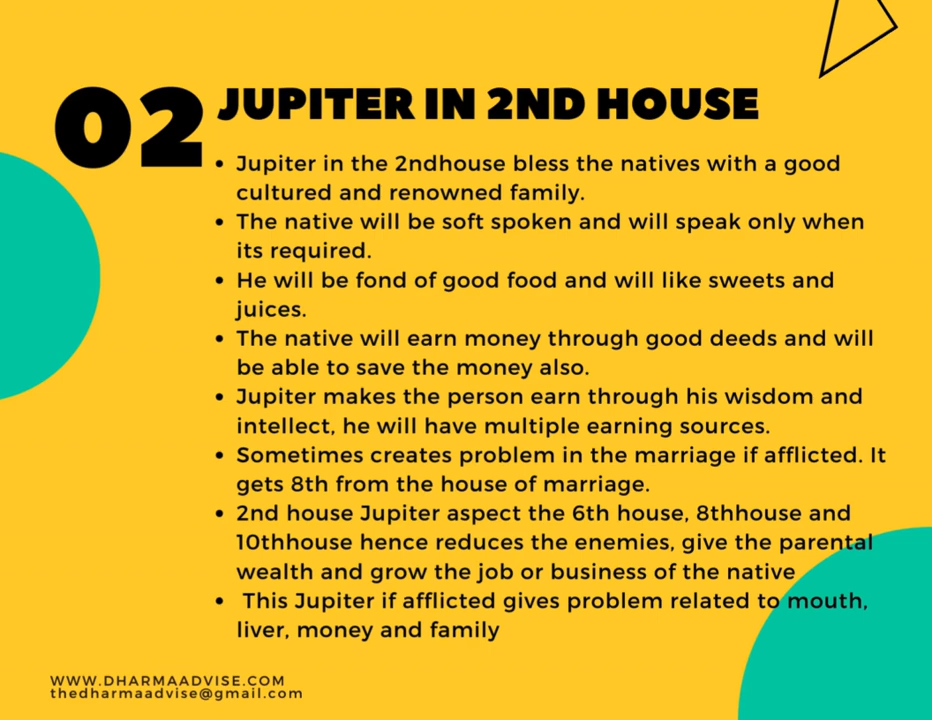 02
JUPITER IN 2ND HOUSE
• Jupiter in the 2ndhouse bless the natives with a good
cultured and renowned family.
• The native will be soft spoken and will speak only when
its required.
• He will be fond of good food and will like sweets and
juices.
• The native will earn money through good deeds and will
be able to save the money also.
• Jupiter makes the person earn through his wisdom and
intellect, he will have multiple earning sources.
• Sometimes creates problem in the marriage if afflicted. It
gets 8th from the house of marriage.
• 2nd house Jupiter aspect the 6th house, 8thhouse and
10thhouse hence reduces the enemies, give the parental
wealth and grow the job or business of the native
• This Jupiter if afflicted gives problem related to mouth,
liver, money and family
WWW.DHARMAADVISE.COM
thedharmaadvise@gmail.com